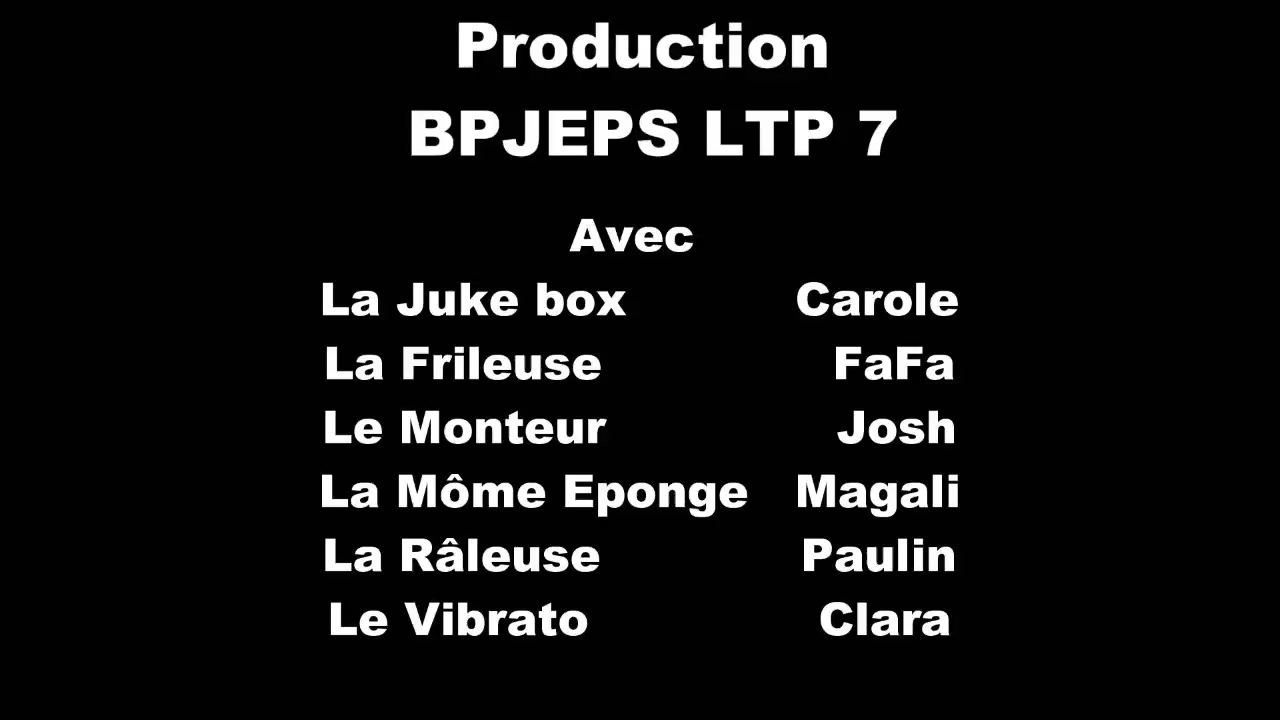 Production
BPJEPS LTP 7
Avec
La Juke box Carole
La Frileuse FaFa
Le Monteur Josh
La Môme Eponge Magali
La Râleuse Paulin
Le Vibrato Clara